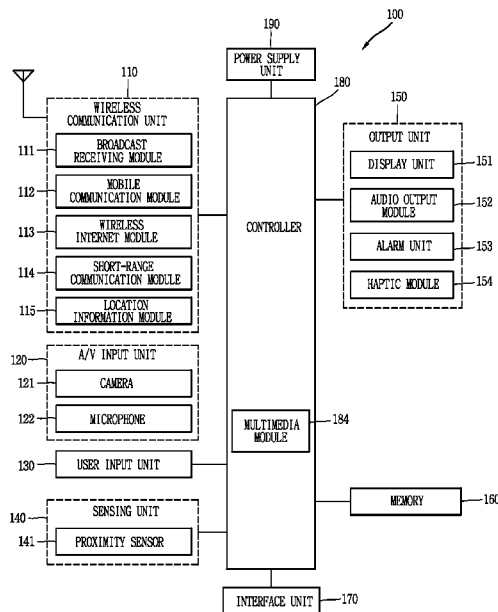 100
190
POWER SUPPLY
UNIT
110
WIRELESS
COMMUNICATION UNIT
111
BROADCAST
RECEIVING MODULE
112
MOBILE
COMMUNICATION MODULE
113
WIRELESS
INTERNET MODULE
114
SHORT-RANGE
COMMUNICATION MODULE
115
LOCATION
INFORMATION MODULE
120
A/V INPUT UNIT
121
CAMERA
122
MICROPHONE
130
USER INPUT UNIT
140
SENSING UNIT
141
PROXIMITY SENSOR
180
CONTROLLER
MULTIMEDIA
MODULE
184
150
OUTPUT UNIT
DISPLAY UNIT
151
AUDIO OUTPUT
MODULE
152
ALARM UNIT
153
HAPTIC MODULE
154
MEMORY
160
INTERFACE UNIT
170